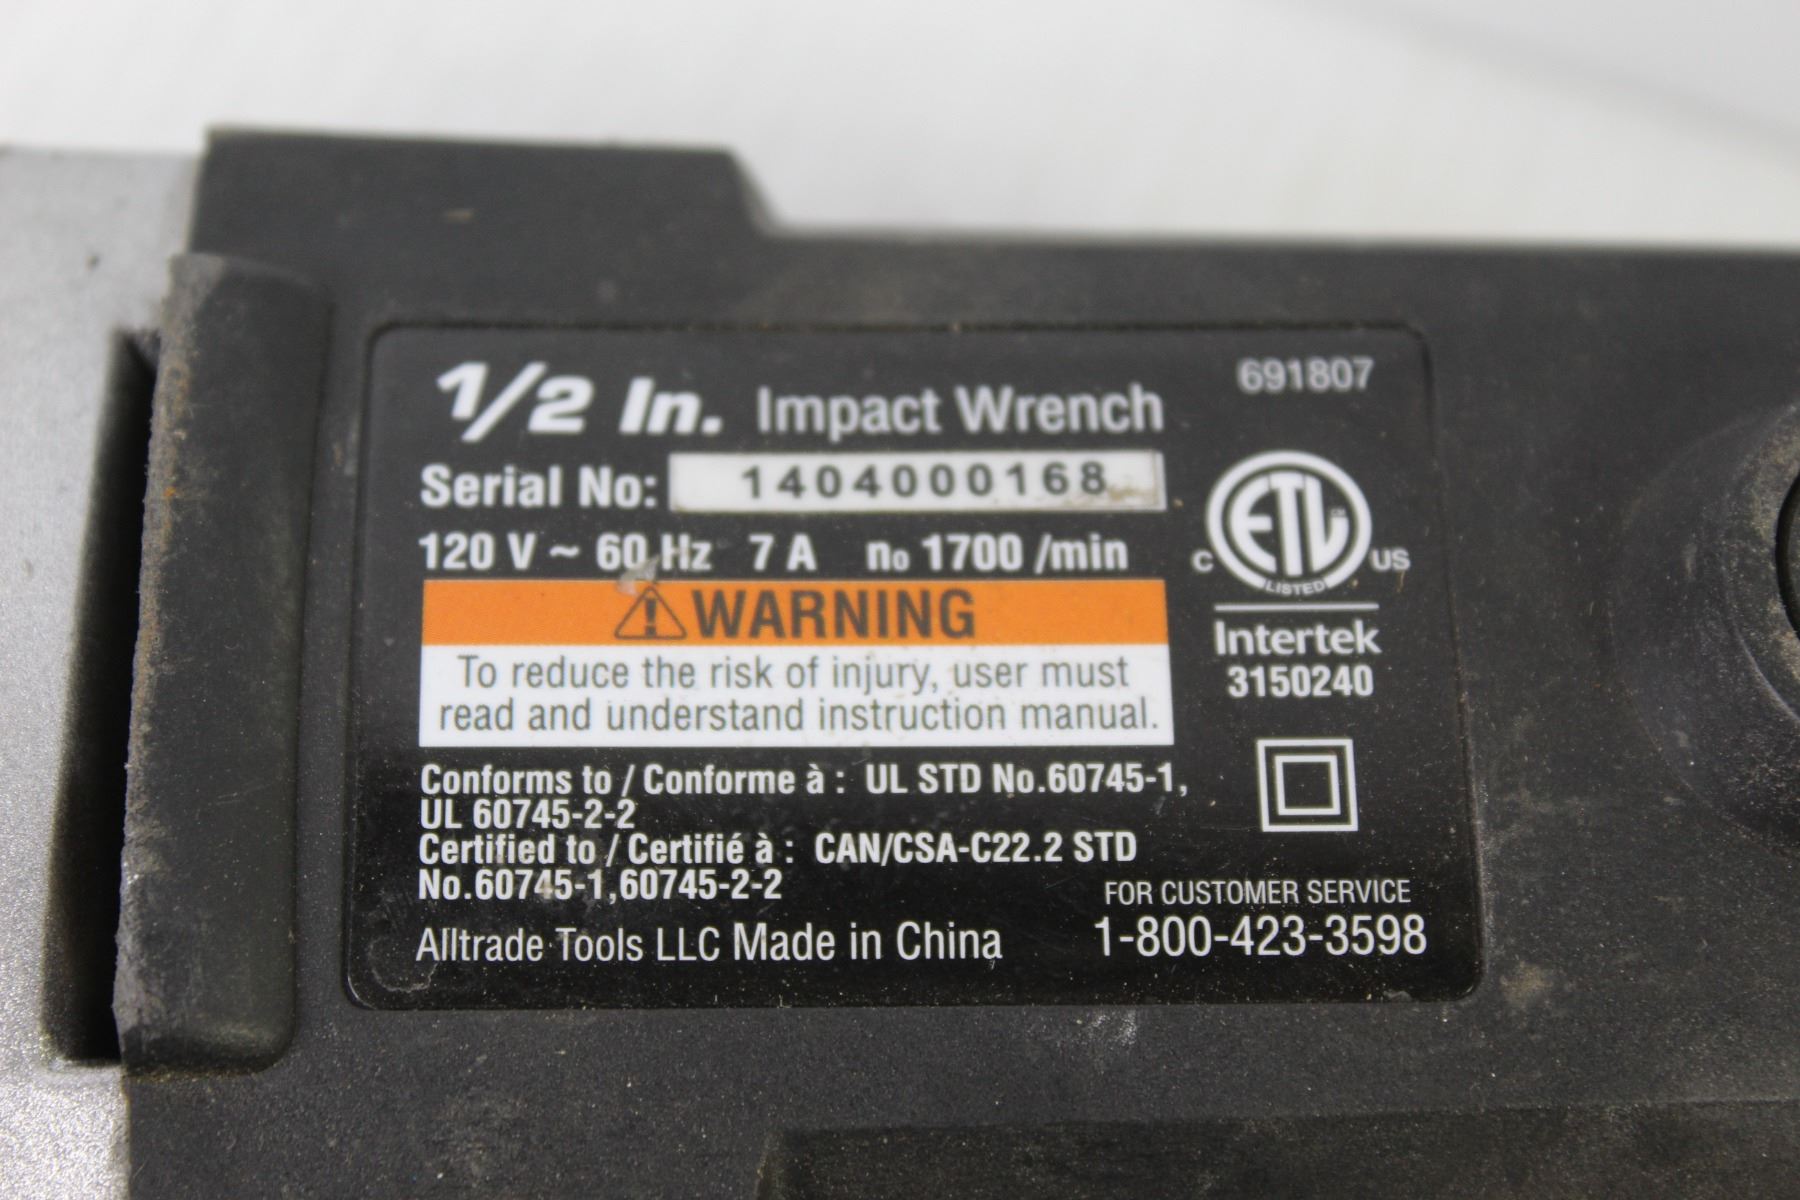 1/2 In. Impact Wrench
691807
Serial No: 1404000168
120 V ~ 60 Hz 7 A no 1700 /min
C ETL US
LISTED
Intertek
3150240
⚠WARNING
To reduce the risk of injury, user must
read and understand instruction manual.
Conforms to / Conforme à : UL STD No.60745-1,
UL 60745-2-2
Certified to / Certifié à : CAN/CSA-C22.2 STD
No.60745-1,60745-2-2
FOR CUSTOMER SERVICE
1-800-423-3598
Alltrade Tools LLC Made in China